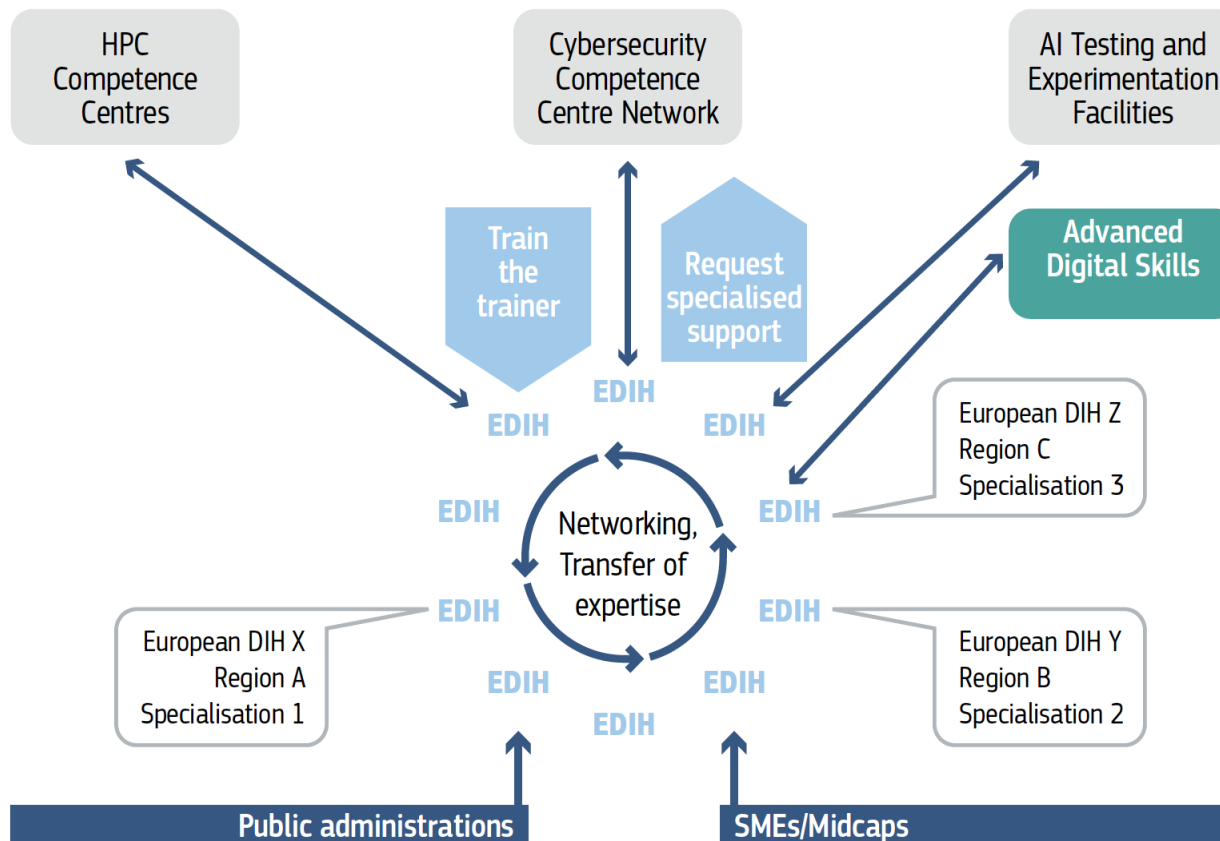 HPC
Competence
Centres
Cybersecurity
Competence
Centre Network
AI Testing and
Experimentation
Facilities
Train
the
trainer
Request
specialised
support
Advanced
Digital Skills
EDIH
EDIH
EDIH
European DIH Z
Region C
Specialisation 3
EDIH
EDIH
Networking,
Transfer of
expertise
EDIH
EDIH
European DIH X
Region A
Specialisation 1
European DIH Y
Region B
Specialisation 2
EDIH
EDIH
EDIH
Public administrations
SMEs/Midcaps